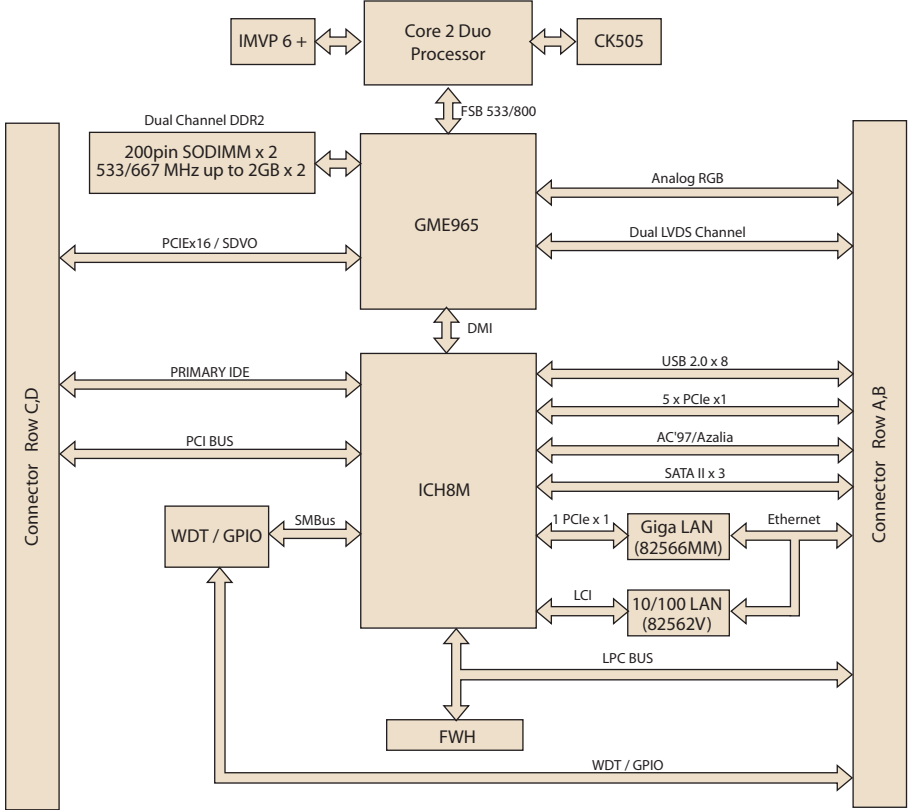 IMVP 6 +
Core 2 Duo
Processor
CK505
FSB 533/800
Dual Channel DDR2
200pin SODIMM x 2
533/667 MHz up to 2GB x 2
GME965
Analog RGB
Dual LVDS Channel
PCIEx16 / SDVO
DMI
PRIMARY IDE
PCI BUS
ICH8M
USB 2.0 x 8
5 x PCIe x1
AC'97/Azalia
SATA II x 3
Connector Row C,D
Connector Row A,B
WDT / GPIO
SMBus
1 PCIe x 1
Giga LAN
(82566MM)
Ethernet
LCI
10/100 LAN
(82562V)
LPC BUS
FWH
WDT / GPIO